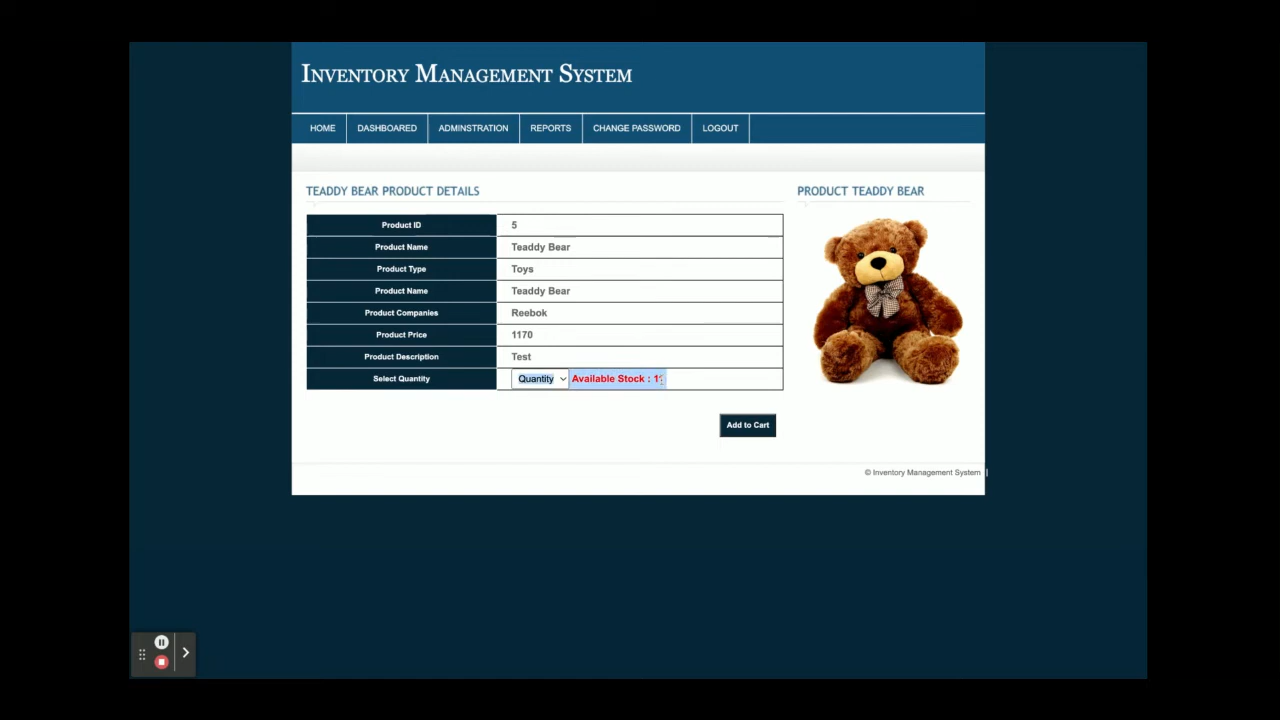 Inventory Management System
HOME DASHBOARED ADMINSTRATION REPORTS CHANGE PASSWORD LOGOUT
TEADDY BEAR PRODUCT DETAILS
Product ID 5
Product Name Teaddy Bear
Product Type Toys
Product Name Teaddy Bear
Product Companies Reebok
Product Price 1170
Product Description Test
Select Quantity Quantity Available Stock :
Add to Cart
PRODUCT TEADDY BEAR
© Inventory Management System |